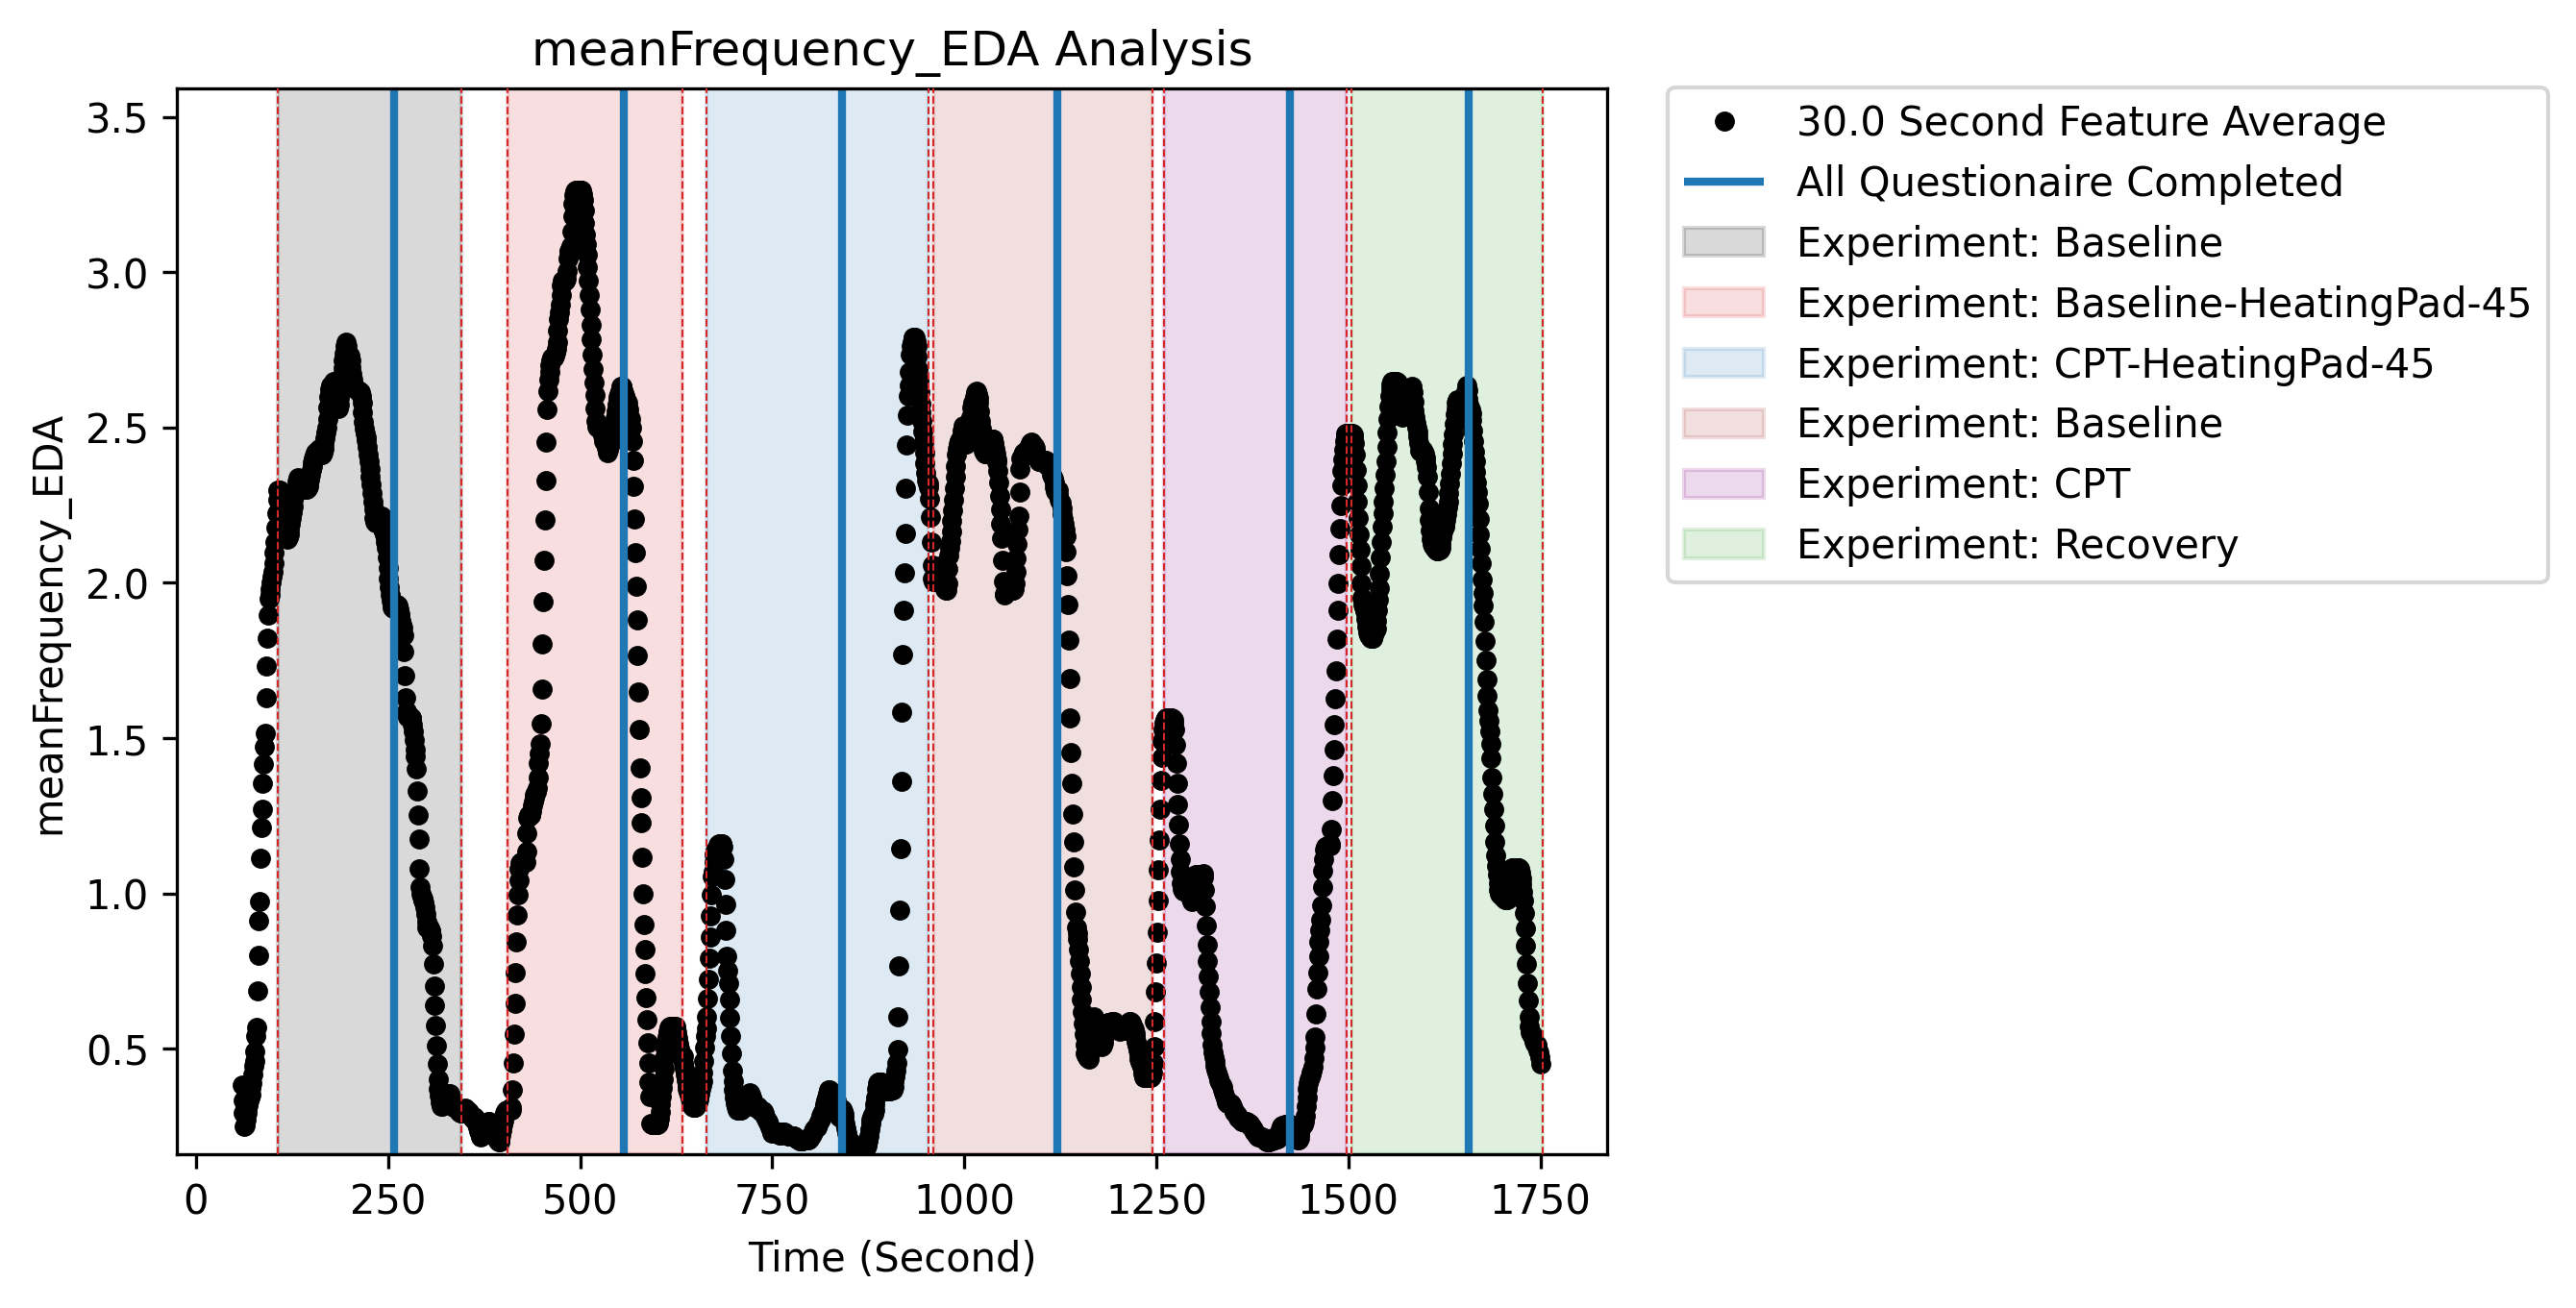 meanFrequency_EDA Analysis
3.5
3.0
2.5
2.0
1.5
1.0
0.5
meanFrequency_EDA
0 250 500 750 1000 1250 1500 1750
Time (Second)
30.0 Second Feature Average
All Questionaire Completed
Experiment: Baseline
Experiment: Baseline-HeatingPad-45
Experiment: CPT-HeatingPad-45
Experiment: Baseline
Experiment: CPT
Experiment: Recovery